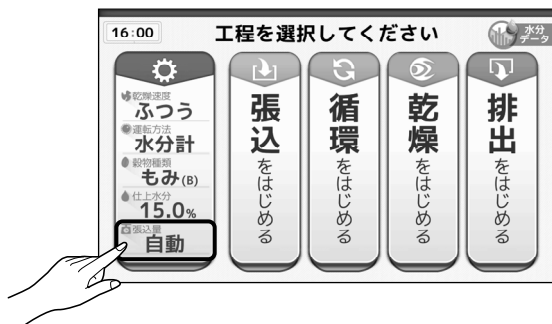 16:00
工程を選択してください
水分
データ
乾燥速度
ふつう
運転方法
水分計
穀物種類
もみ(B)
仕上水分
15.0%
張込量
自動
張込をはじめる
循環をはじめる
乾燥をはじめる
排出をはじめる